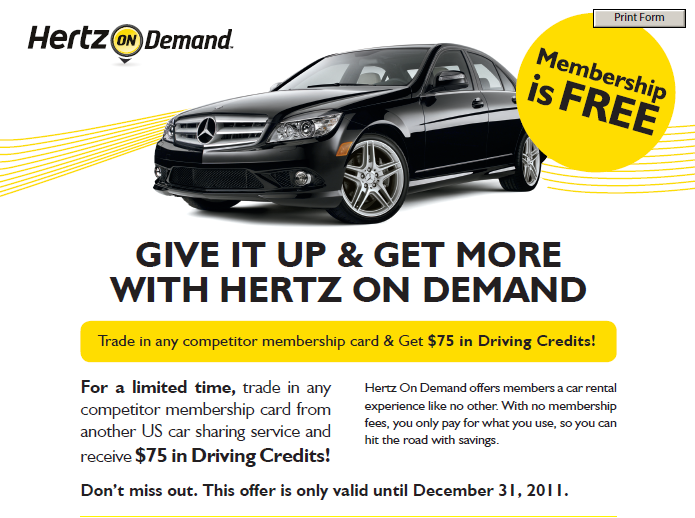 Print Form
Hertz ON Demand.
Membership
is FREE
GIVE IT UP & GET MORE
WITH HERTZ ON DEMAND
Trade in any competitor membership card & Get $75 in Driving Credits!
For a limited time, trade in any
competitor membership card from
another US car sharing service and
receive $75 in Driving Credits!
Hertz On Demand offers members a car rental
experience like no other. With no membership
fees, you only pay for what you use, so you can
hit the road with savings.
Don't miss out. This offer is only valid until December 31, 2011.